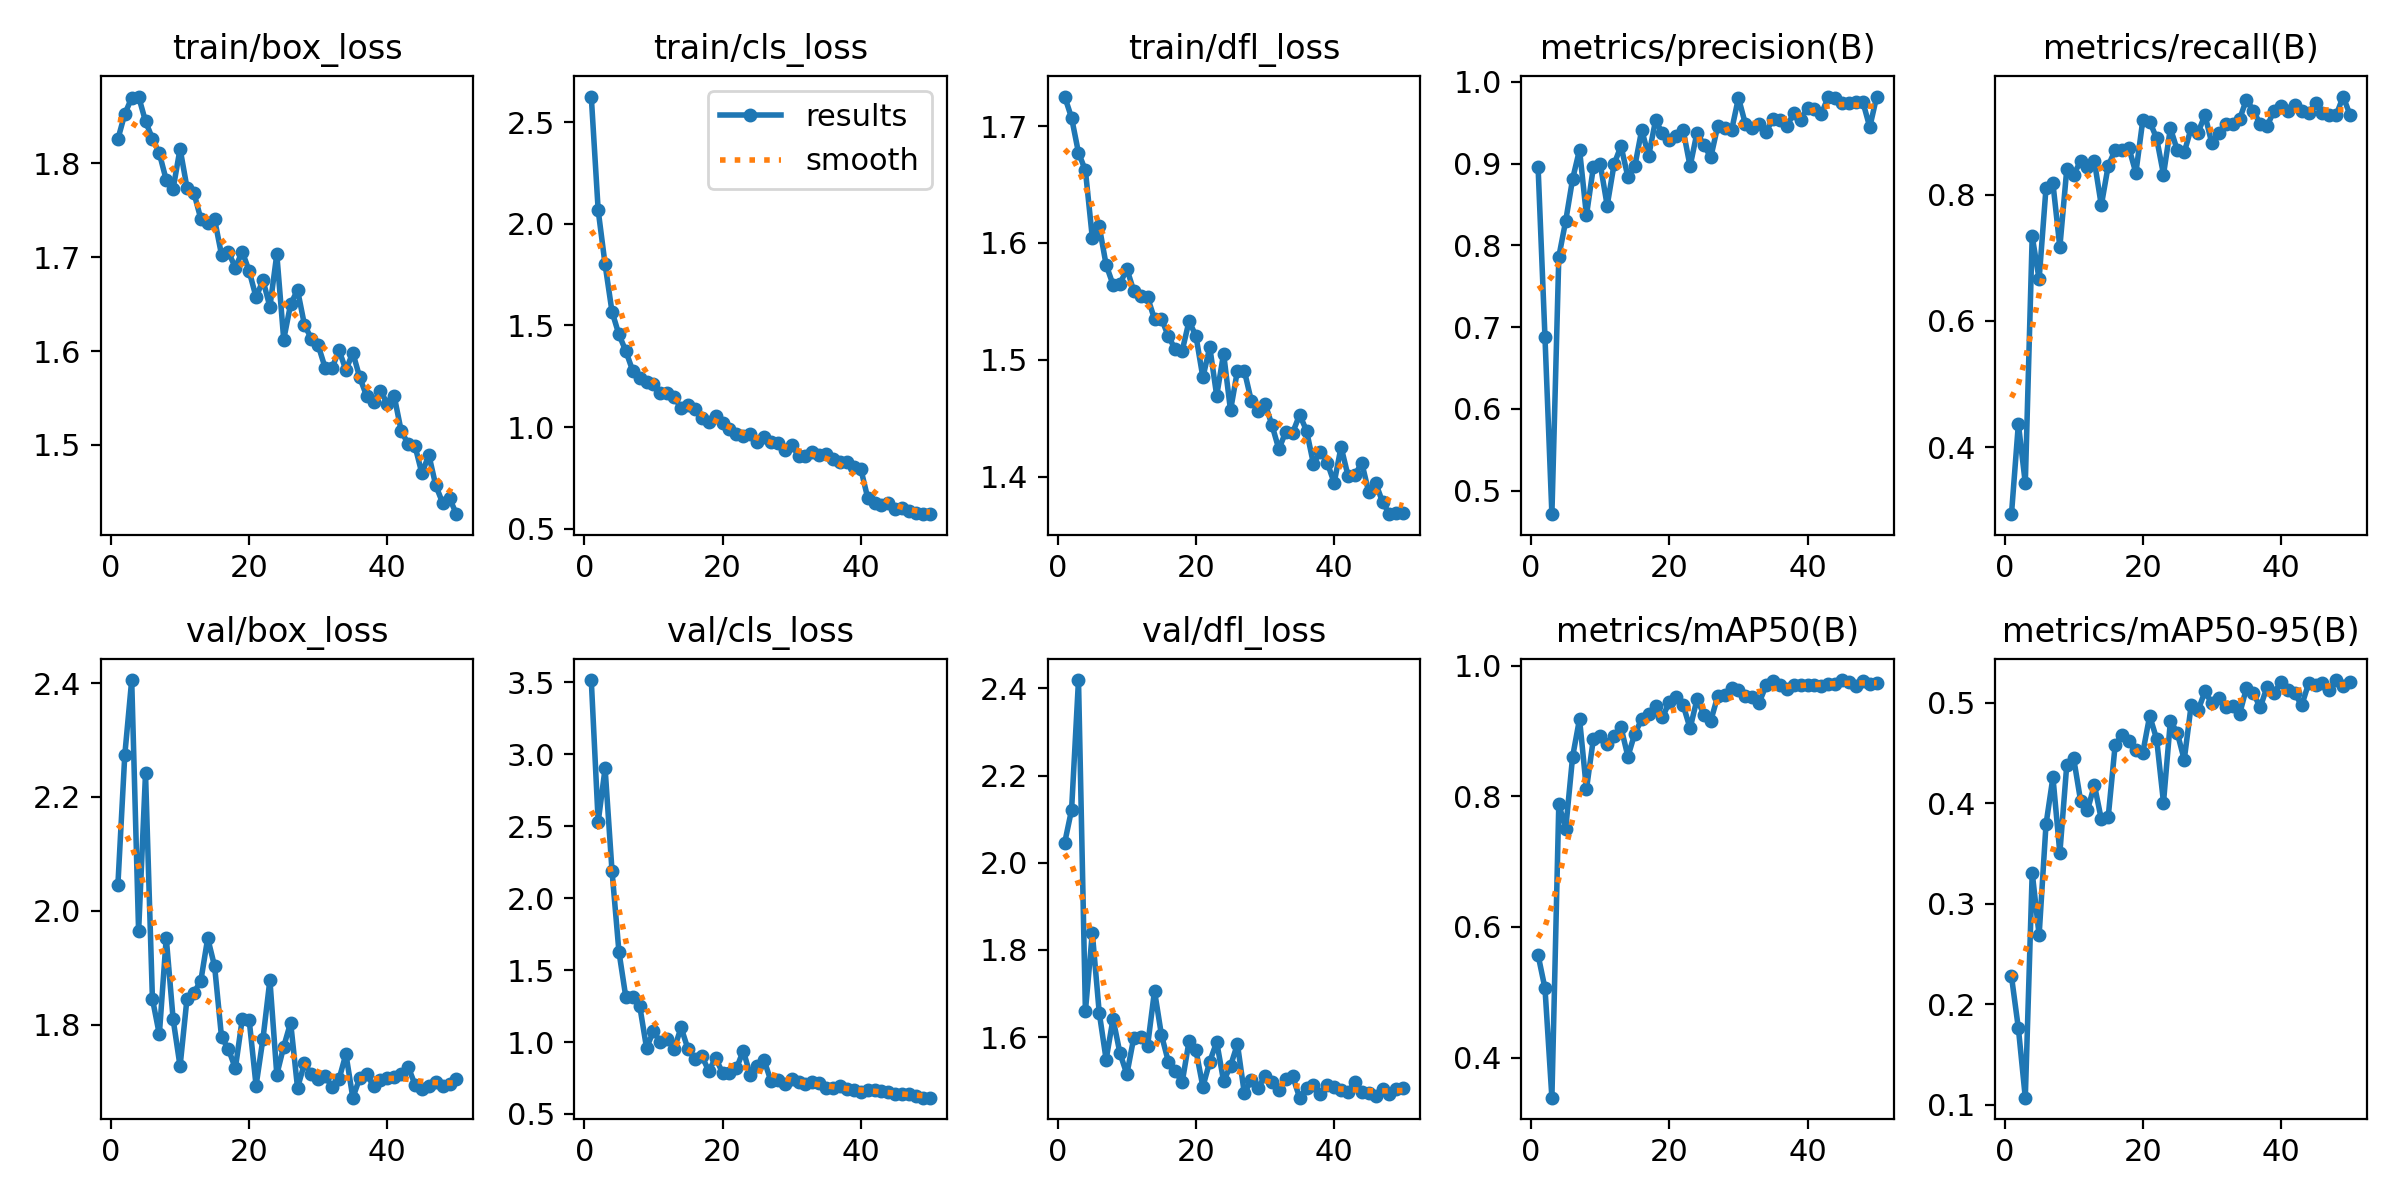 train/box_loss
train/cls_loss
train/dfl_loss
metrics/precision(B)
metrics/recall(B)
1.8
1.7
1.6
1.5
0 20 40
results
smooth
2.5
2.0
1.5
1.0
0.5
0 20 40
1.7
1.6
1.5
1.4
0 20 40
1.0
0.9
0.8
0.7
0.6
0.5
0 20 40
0.8
0.6
0.4
0 20 40
val/box_loss
val/cls_loss
val/dfl_loss
metrics/mAP50(B)
metrics/mAP50-95(B)
2.4
2.2
2.0
1.8
0 20 40
3.5
3.0
2.5
2.0
1.5
1.0
0.5
0 20 40
2.4
2.2
2.0
1.8
1.6
0 20 40
1.0
0.8
0.6
0.4
0 20 40
0.5
0.4
0.3
0.2
0.1
0 20 40